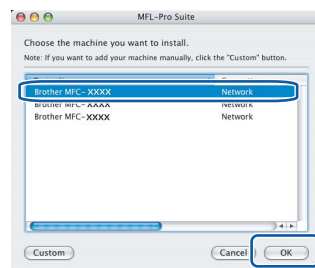 MFL-Pro Suite
Choose the machine you want to install.
Note: If you want to add your machine manually, click the "Custom" button.
Brother MFC-XXXX Network
Brother MFC-XXXX Network
Brother MFC-XXXX Network
Custom Cancel OK